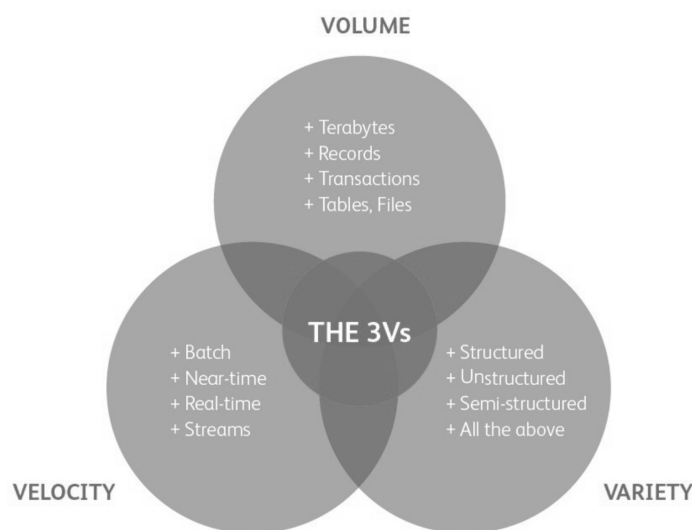 VOLUME
+ Terabytes
+ Records
+ Transactions
+ Tables, Files
THE 3Vs
+ Batch
+ Near-time
+ Real-time
+ Streams
+ Structured
+ Unstructured
+ Semi-structured
+ All the above
VELOCITY
VARIETY